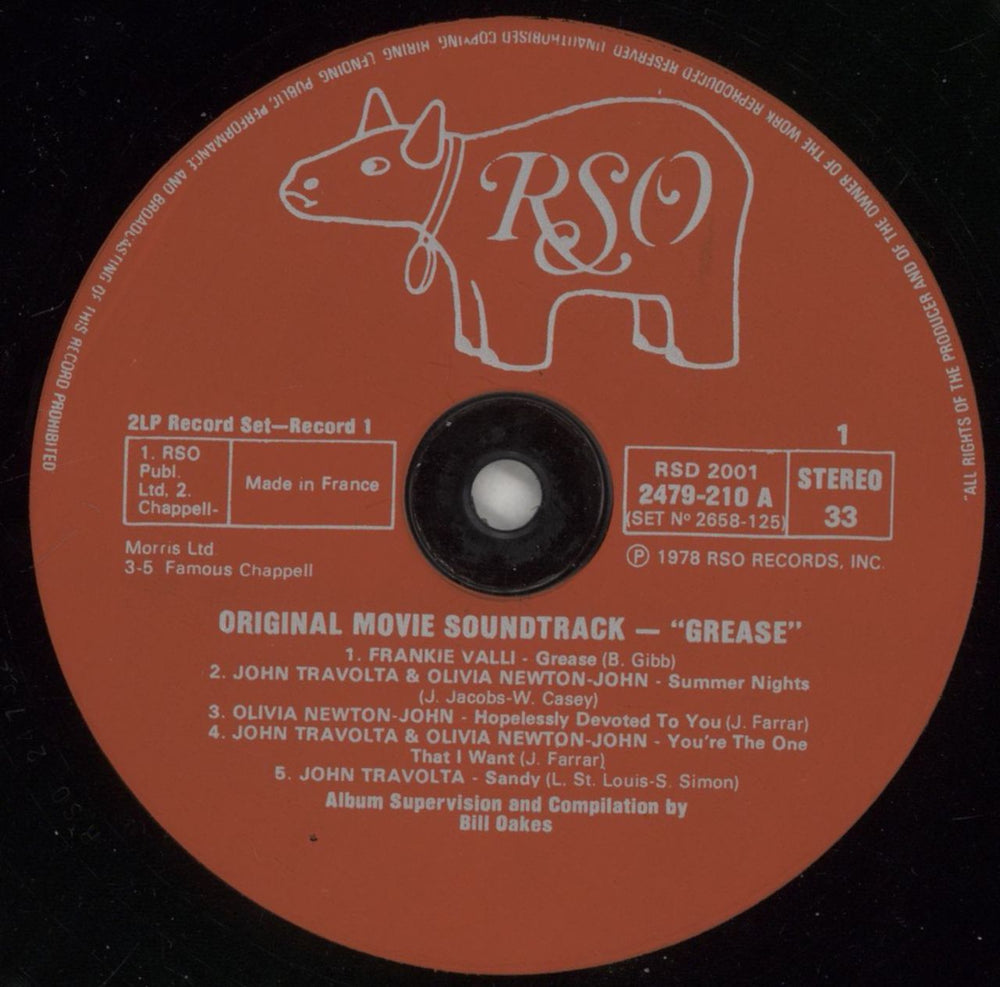 "ALL RIGHTS OF THE PRODUCER AND OF THE OWNER OF THE WORK REPRODUCED RESERVED UNAUTHORISED COPYING HIRING LENDING PUBLIC PERFORMANCE AND BROADCASTING OF THIS RECORD PROHIBITED
RSO
2LP Record Set—Record 1
1. RSO
Publ.
Ltd, 2.
Chappell-
Made in France
Morris Ltd
3-5 Famous Chappell
1
RSD 2001
2479-210 A
(SET Nº 2658-125)
STEREO
33
℗ 1978 RSO RECORDS, INC.
ORIGINAL MOVIE SOUNDTRACK — “GREASE”
1. FRANKIE VALLI - Grease (B. Gibb)
2. JOHN TRAVOLTA & OLIVIA NEWTON-JOHN - Summer Nights
(J. Jacobs-W. Casey)
3. OLIVIA NEWTON-JOHN - Hopelessly Devoted To You (J. Farrar)
4. JOHN TRAVOLTA & OLIVIA NEWTON-JOHN - You're The One
That I Want (J. Farrar)
5. JOHN TRAVOLTA - Sandy (L. St. Louis-S. Simon)
Album Supervision and Compilation by
Bill Oakes